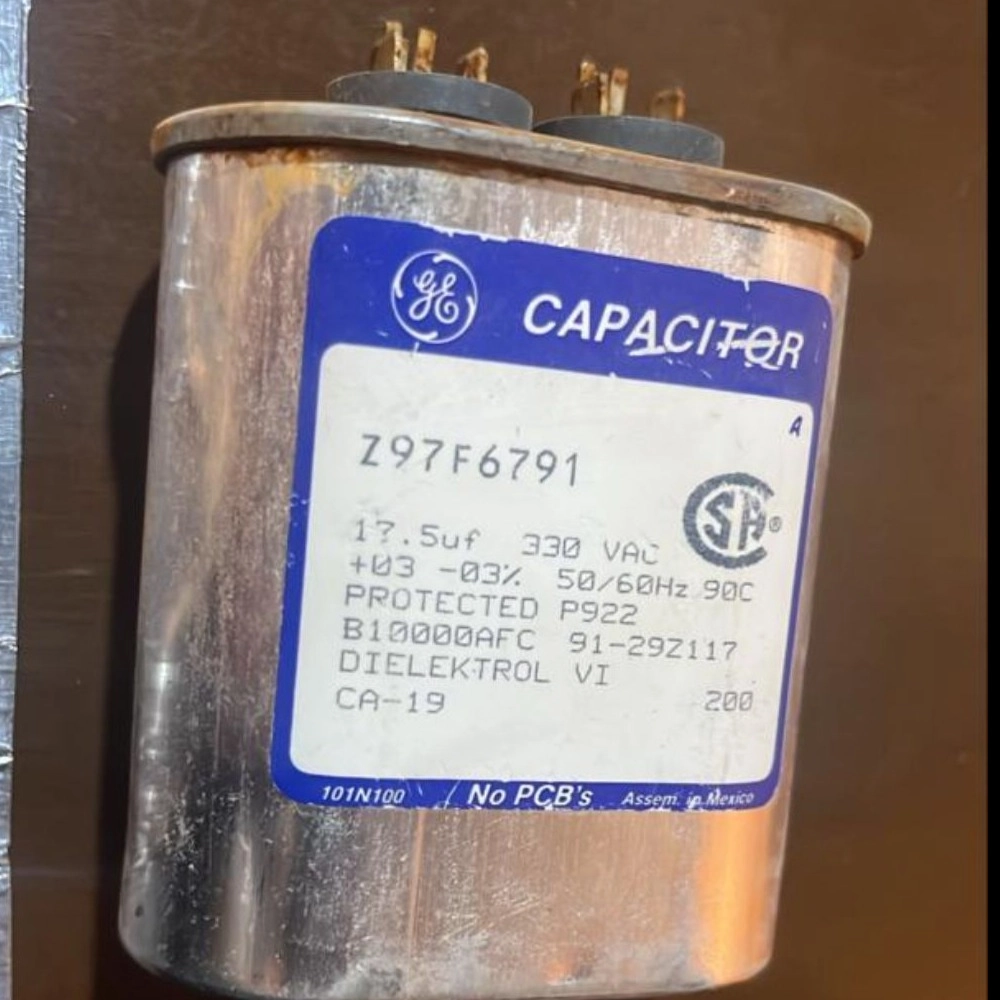 GE CAPACITOR
A
Z97F6791
SA®
17.5uf 330 VAC
+03 -03% 50/60Hz 90C
PROTECTED P922
B10000AFC 91-29Z117
DIELEKTROL VI
CA-19 200
101N100 No PCB's Assem. in Mexico